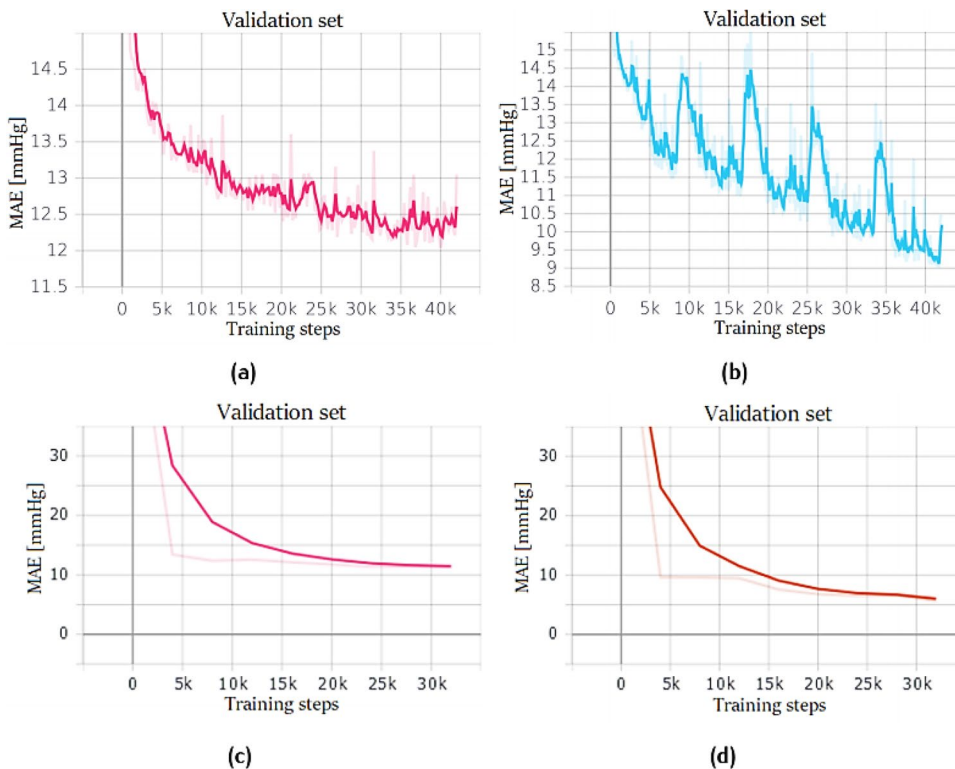 Validation set
14.5
14
13.5
13
12.5
12
11.5
MAE [mmHg]
0 5k 10k 15k 20k 25k 30k 35k 40k
Training steps
(a)
Validation set
15
14.5
14
13.5
13
12.5
12
11.5
11
10.5
10
9.5
9
8.5
MAE [mmHg]
0 5k 10k 15k 20k 25k 30k 35k 40k
Training steps
(b)
Validation set
30
20
10
0
MAE [mmHg]
0 5k 10k 15k 20k 25k 30k
Training steps
(c)
Validation set
30
20
10
0
MAE [mmHg]
0 5k 10k 15k 20k 25k 30k
Training steps
(d)